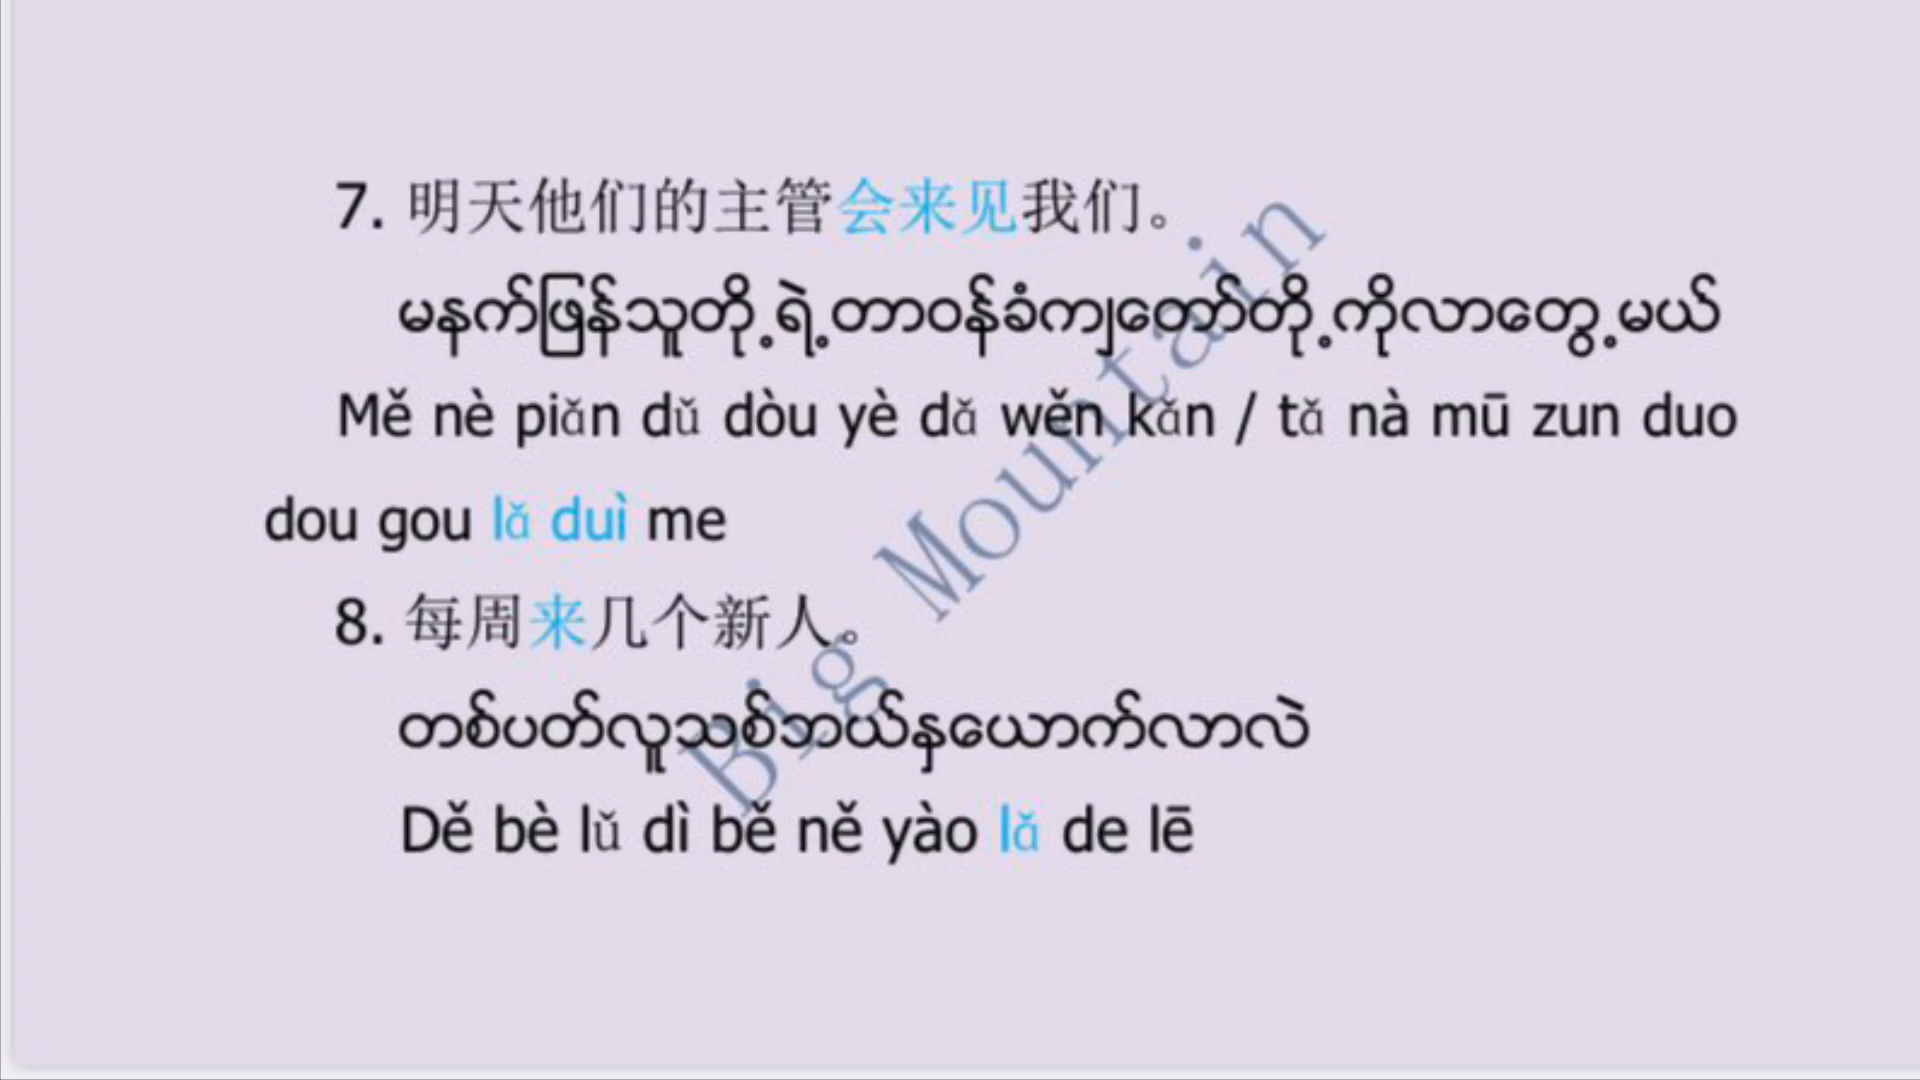 7. 明天他们的主管会来见我们。
မနက်ဖြန်သူတို့ရဲ့တာဝန်ခံကျတော်တို့ကိုလာတွေ့မယ်
Mě nè piǎn dǔ dòu yè dǎ wěn kǎn / tǎ nà mū zun duo
dou gou lǎ duì me
8. 每周来几个新人。
တစ်ပတ်လူသစ်ဘယ်နှယောက်လာလဲ
Dě bè lǔ dì bě ně yào lǎ de lē
Big Mountain